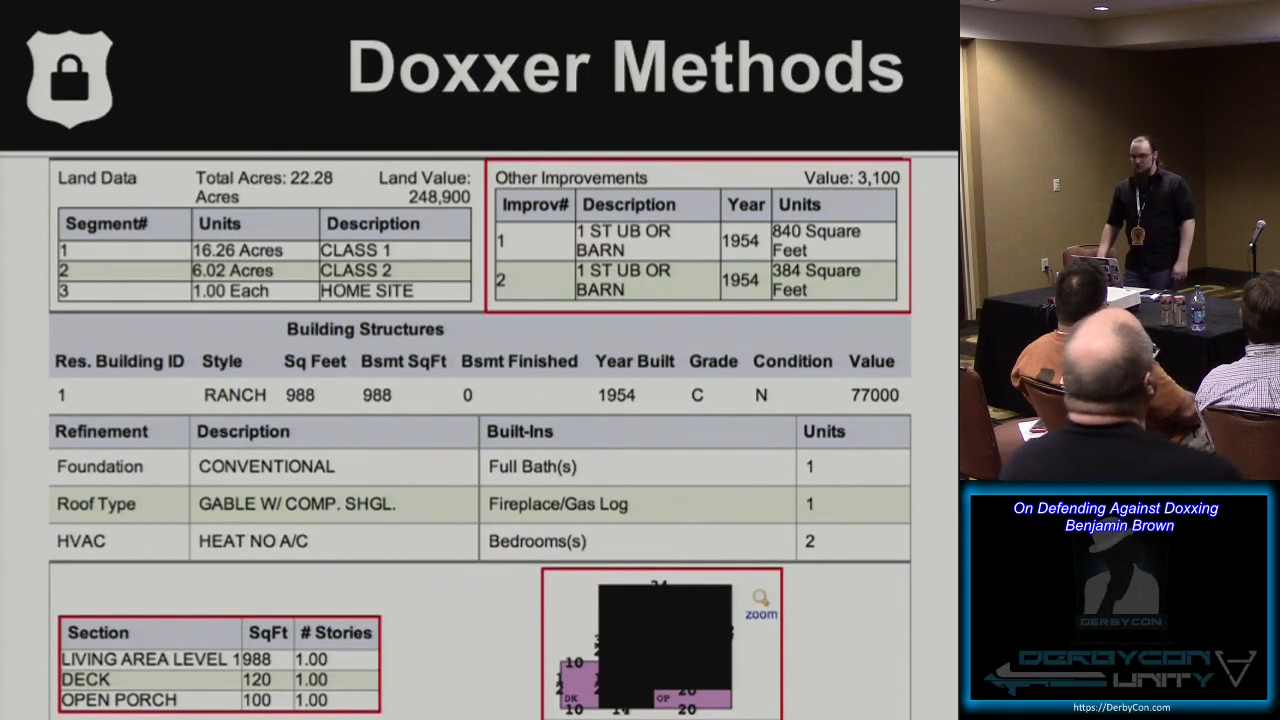 Doxxer Methods
Land Data Total Acres: 22.28 Acres Land Value: 248,900
Segment# Units Description
1 16.26 Acres CLASS 1
2 6.02 Acres CLASS 2
3 1.00 Each HOME SITE
Other Improvements Value: 3,100
Improv# Description Year Units
1 1 ST UB OR BARN 1954 840 Square Feet
2 1 ST UB OR BARN 1954 384 Square Feet
Building Structures
Res. Building ID Style Sq Feet Bsmt SqFt Bsmt Finished Year Built Grade Condition Value
1 RANCH 988 988 0 1954 C N 77000
Refinement Description Built-Ins Units
Foundation CONVENTIONAL Full Bath(s) 1
Roof Type GABLE W/ COMP. SHGL. Fireplace/Gas Log 1
HVAC HEAT NO A/C Bedrooms(s) 2
Section SqFt # Stories
LIVING AREA LEVEL 1 988 1.00
DECK 120 1.00
OPEN PORCH 100 1.00
zoom
10
DK
OP
10 14 20
On Defending Against Doxxing
Benjamin Brown
DERBYCON
DERBYCON
UNITY
https://DerbyCon.com